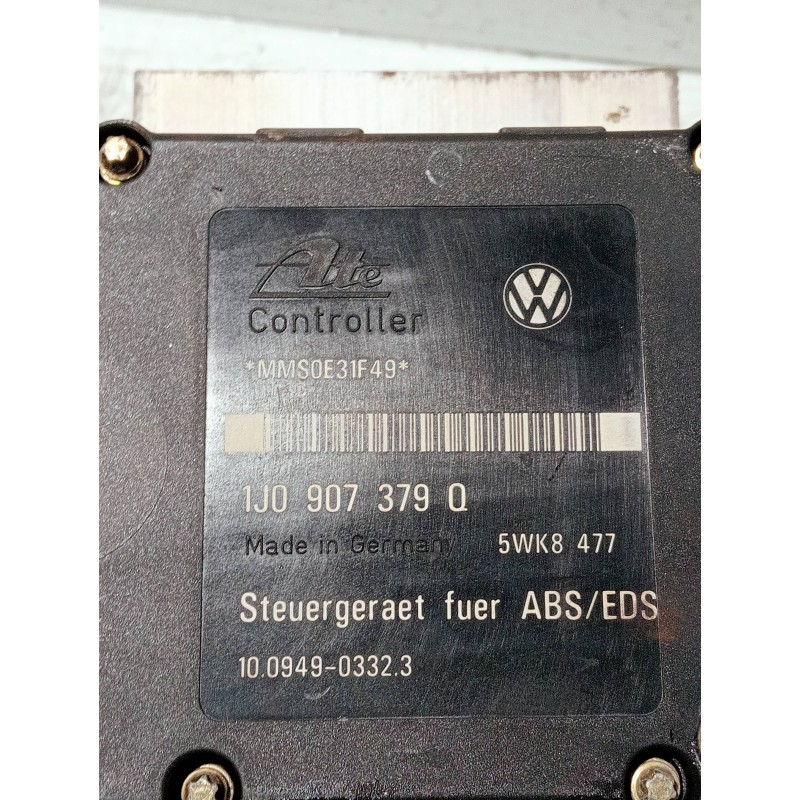 Ate
Controller
*MMS0E31F49*
1J0 907 379 Q
Made in Germany 5WK8 477
Steuergeraet fuer ABS/EDS
10.0949-0332.3